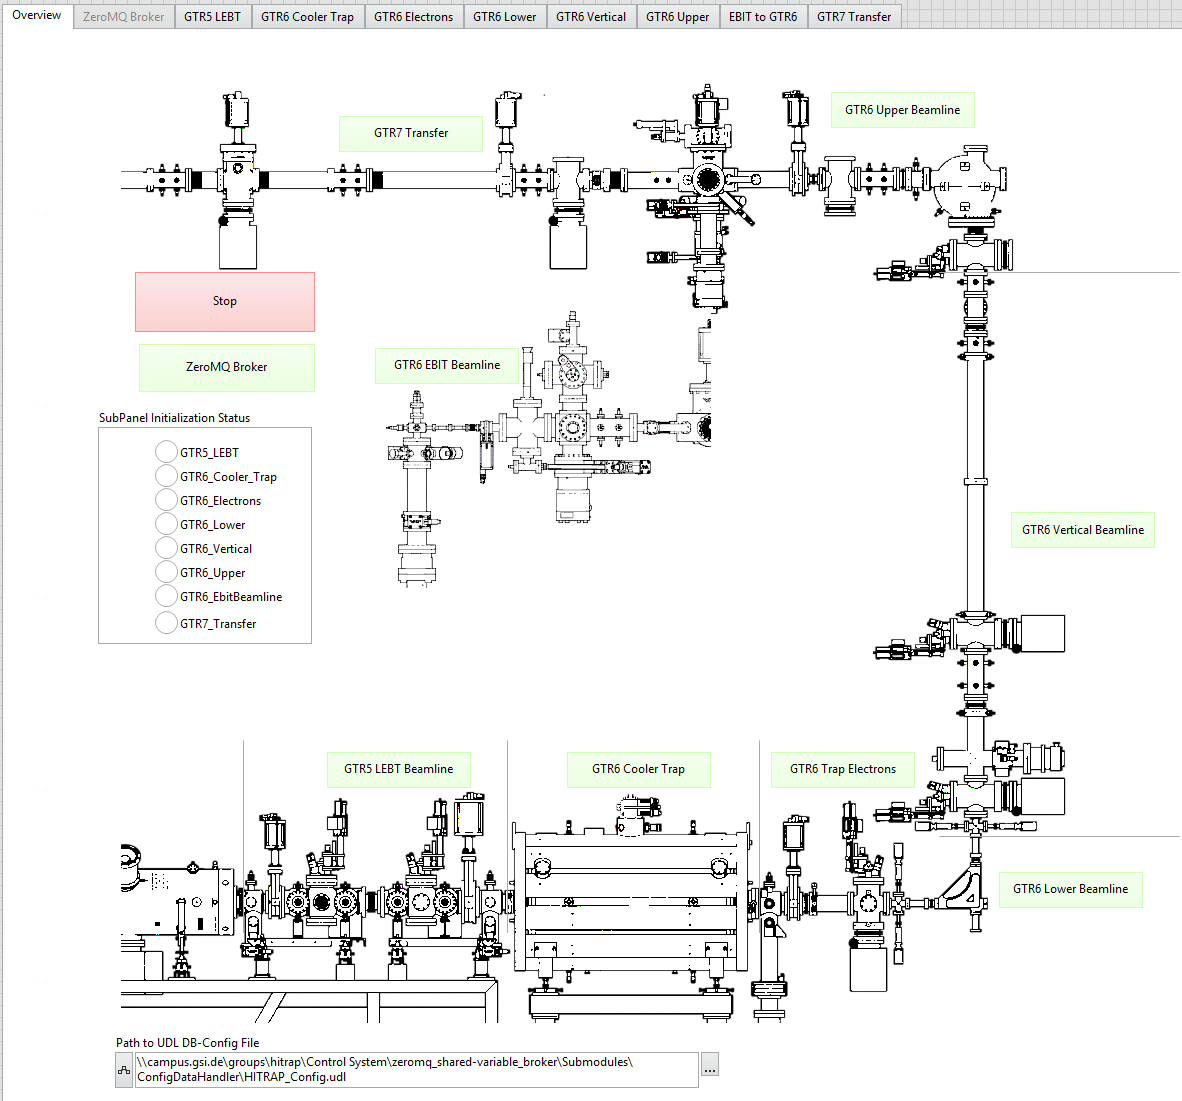 Overview
ZeroMQ Broker
GTR5 LEBT
GTR6 Cooler Trap
GTR6 Electrons
GTR6 Lower
GTR6 Vertical
GTR6 Upper
EBIT to GTR6
GTR7 Transfer
GTR6 Upper Beamline
GTR7 Transfer
Stop
ZeroMQ Broker
GTR6 EBIT Beamline
SubPanel Initialization Status
GTR5_LEBT
GTR6_Cooler_Trap
GTR6_Electrons
GTR6_Lower
GTR6_Vertical
GTR6_Upper
GTR6_EbitBeamline
GTR7_Transfer
GTR6 Vertical Beamline
GTR5 LEBT Beamline
GTR6 Cooler Trap
GTR6 Trap Electrons
GTR6 Lower Beamline
Path to UDL DB-Config File
\\campus.gsi.de\groups\hitrap\Control System\zeromq_shared-variable_broker\Submodules\
ConfigDataHandler\HITRAP_Config.udl
...